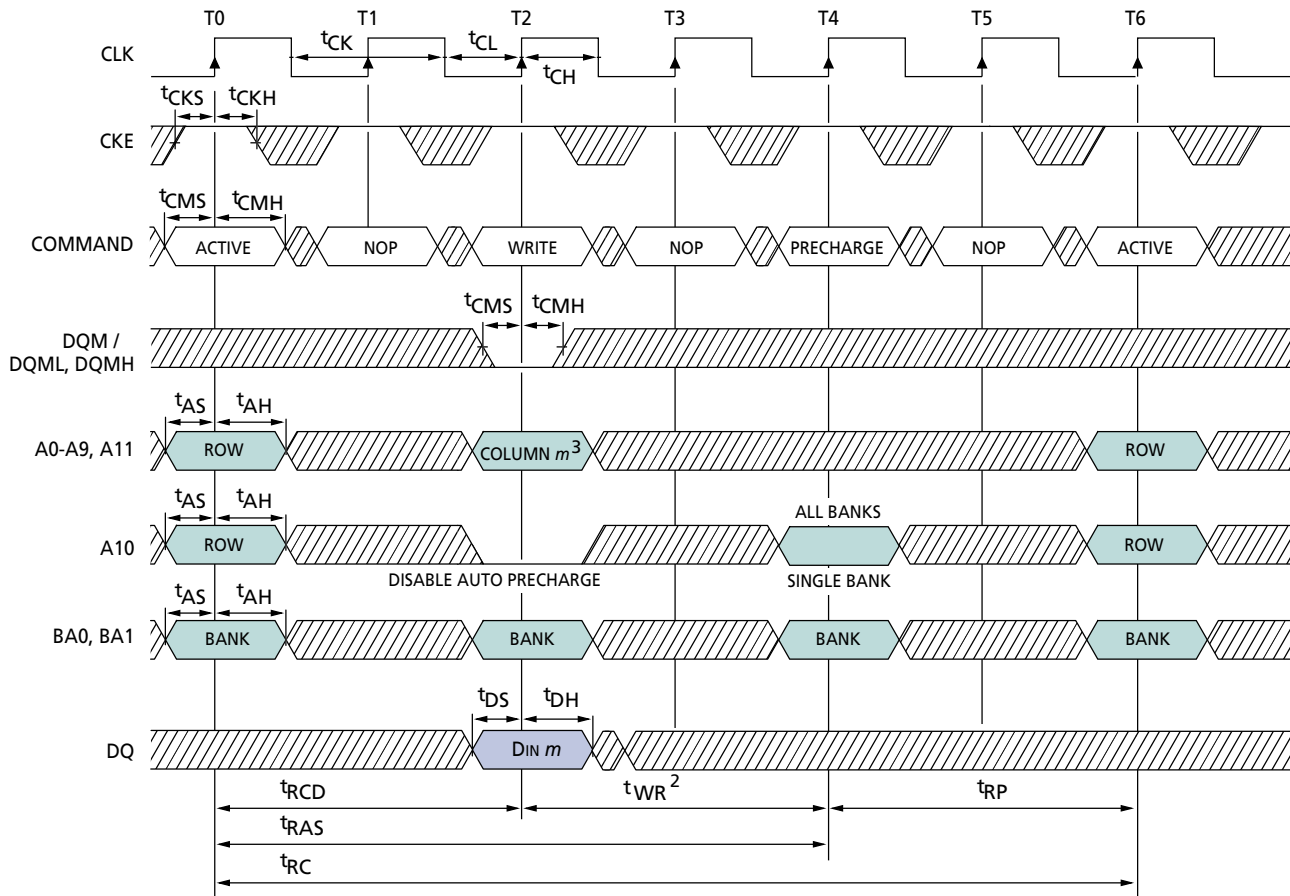 T0 T1 T2 T3 T4 T5 T6
CLK tCK tCL tCH
tCKS tCKH
CKE
tCMS tCMH
COMMAND ACTIVE NOP WRITE NOP PRECHARGE NOP ACTIVE
tCMS tCMH
DQM /
DQML, DQMH
tAS tAH
A0-A9, A11 ROW COLUMN m3 ROW
tAS tAH ALL BANKS
A10 ROW ROW
DISABLE AUTO PRECHARGE SINGLE BANK
tAS tAH
BA0, BA1 BANK BANK BANK BANK
tDS tDH
DQ DIN m
tRCD tWR2 tRP
tRAS
tRC